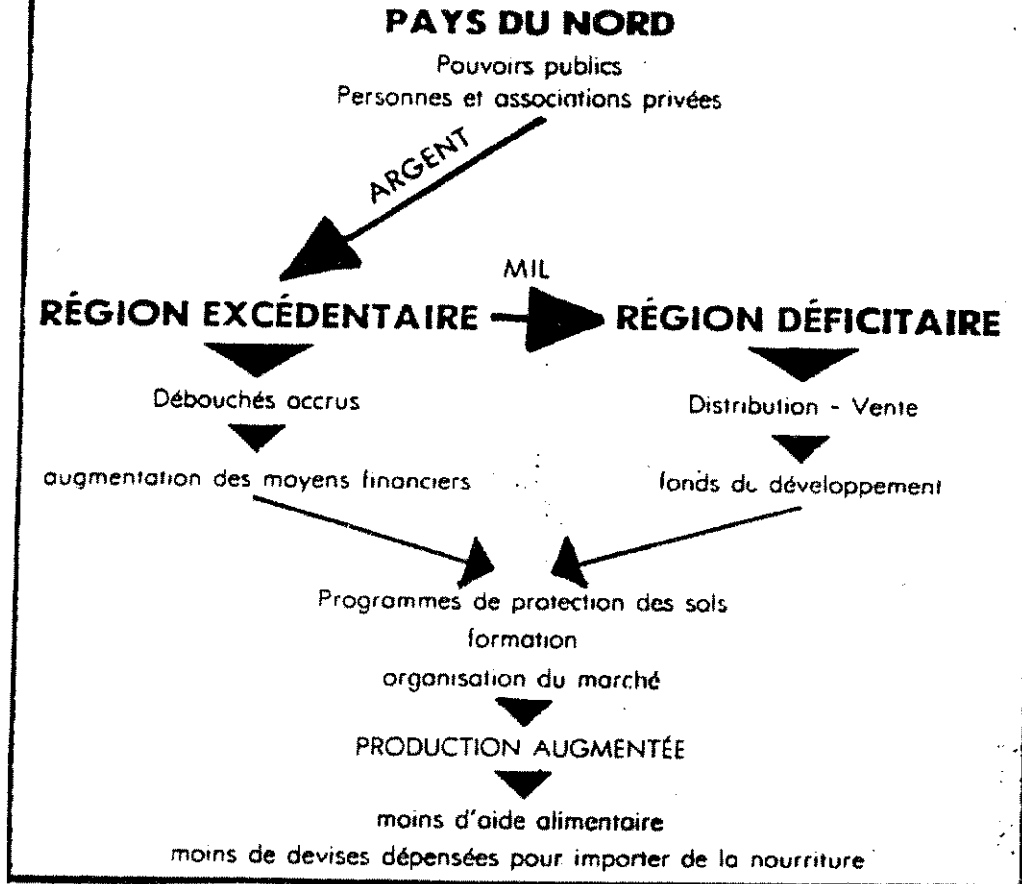 PAYS DU NORD
Pouvoirs publics
Personnes et associations privées
ARGENT
MIL
RÉGION EXCÉDENTAIRE
RÉGION DÉFICITAIRE
Débouchés accrus
Distribution - Vente
augmentation des moyens financiers
fonds du développement
Programmes de protection des sols
formation
organisation du marché
PRODUCTION AUGMENTÉE
moins d'aide alimentaire
moins de devises dépensées pour importer de la nourriture